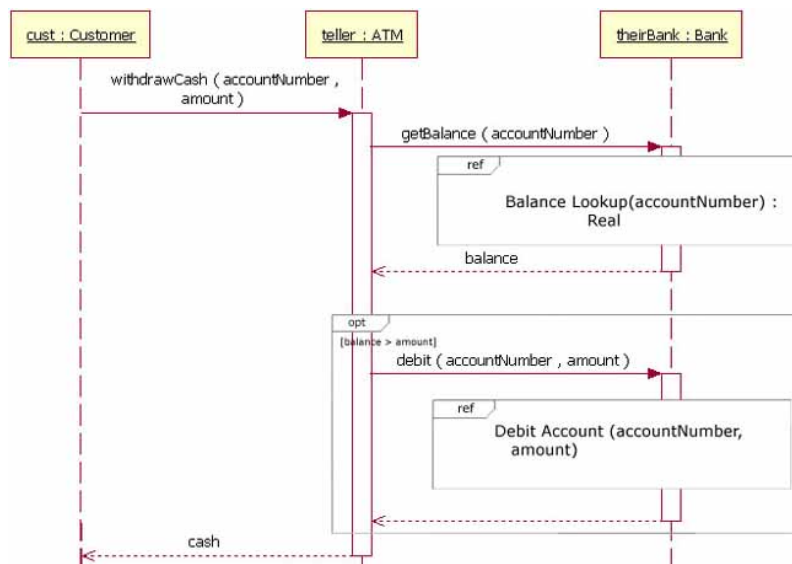 cust : Customer
teller : ATM
theirBank : Bank
withdrawCash ( accountNumber ,
amount )
getBalance ( accountNumber )
ref
Balance Lookup(accountNumber) :
Real
balance
opt
[balance > amount]
debit ( accountNumber , amount )
ref
Debit Account (accountNumber,
amount)
cash